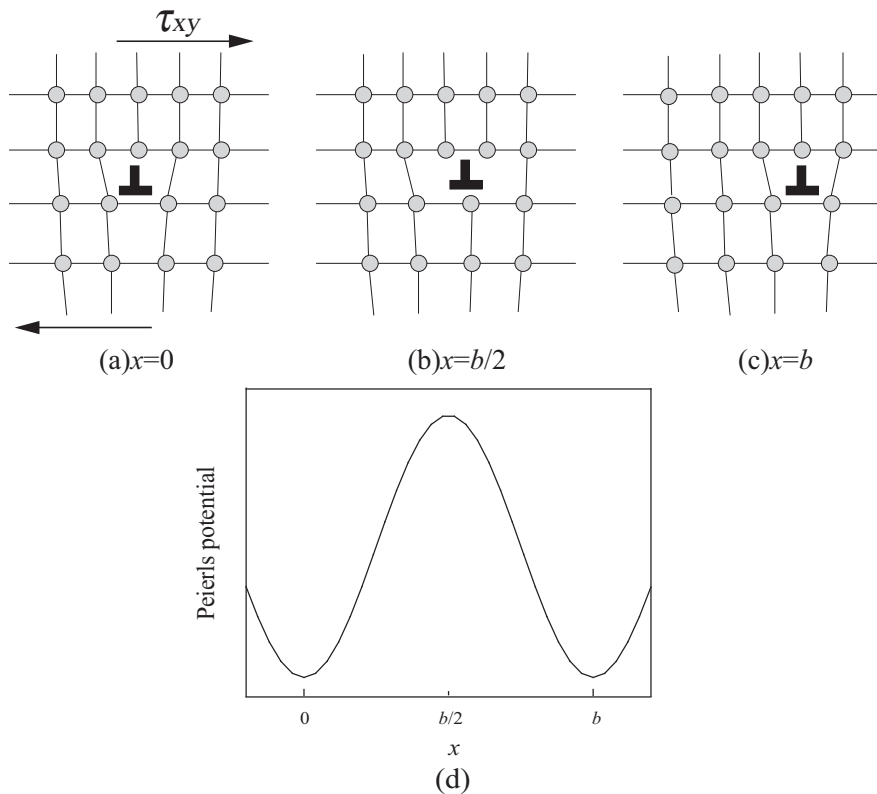 τxy
(a)x=0
(b)x=b/2
(c)x=b
Peierls potential
0
b/2
b
x
(d)